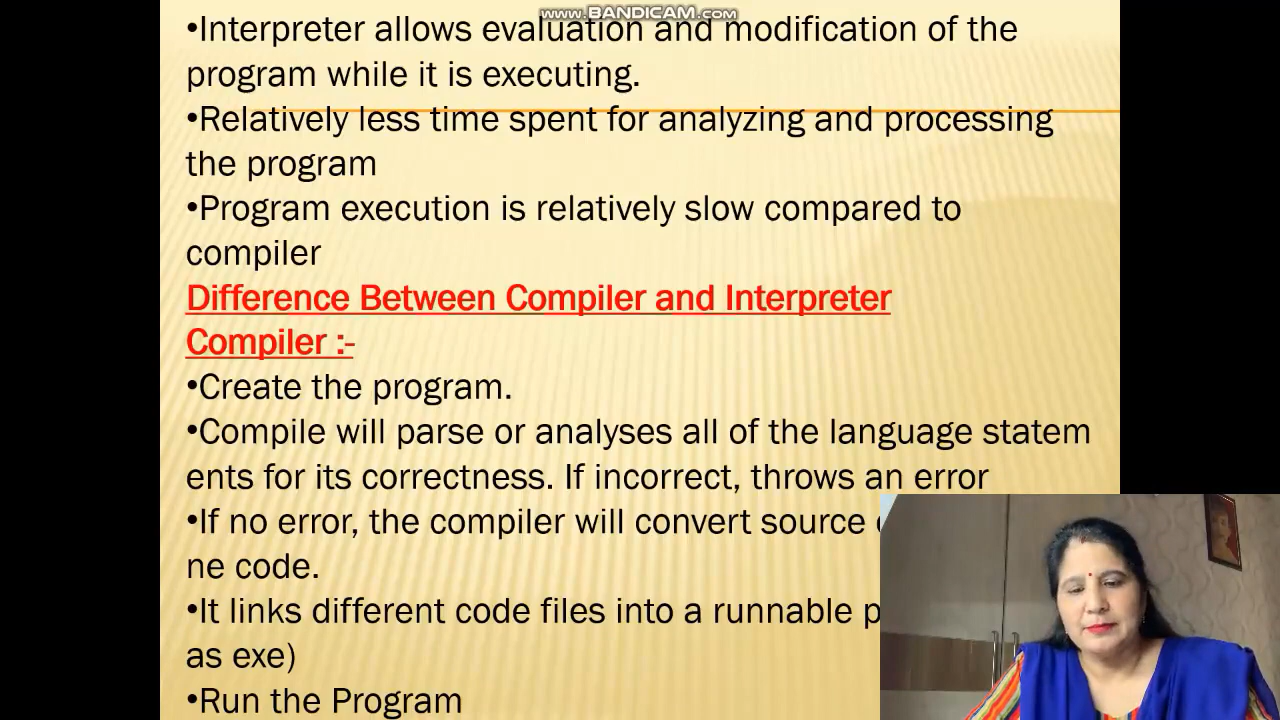 www.BANDICAM.com
•Interpreter allows evaluation and modification of the
program while it is executing.
•Relatively less time spent for analyzing and processing
the program
•Program execution is relatively slow compared to
compiler
Difference Between Compiler and Interpreter
Compiler :-
•Create the program.
•Compile will parse or analyses all of the language statem
ents for its correctness. If incorrect, throws an error
•If no error, the compiler will convert source
ne code.
•It links different code files into a runnable
as exe)
•Run the Program